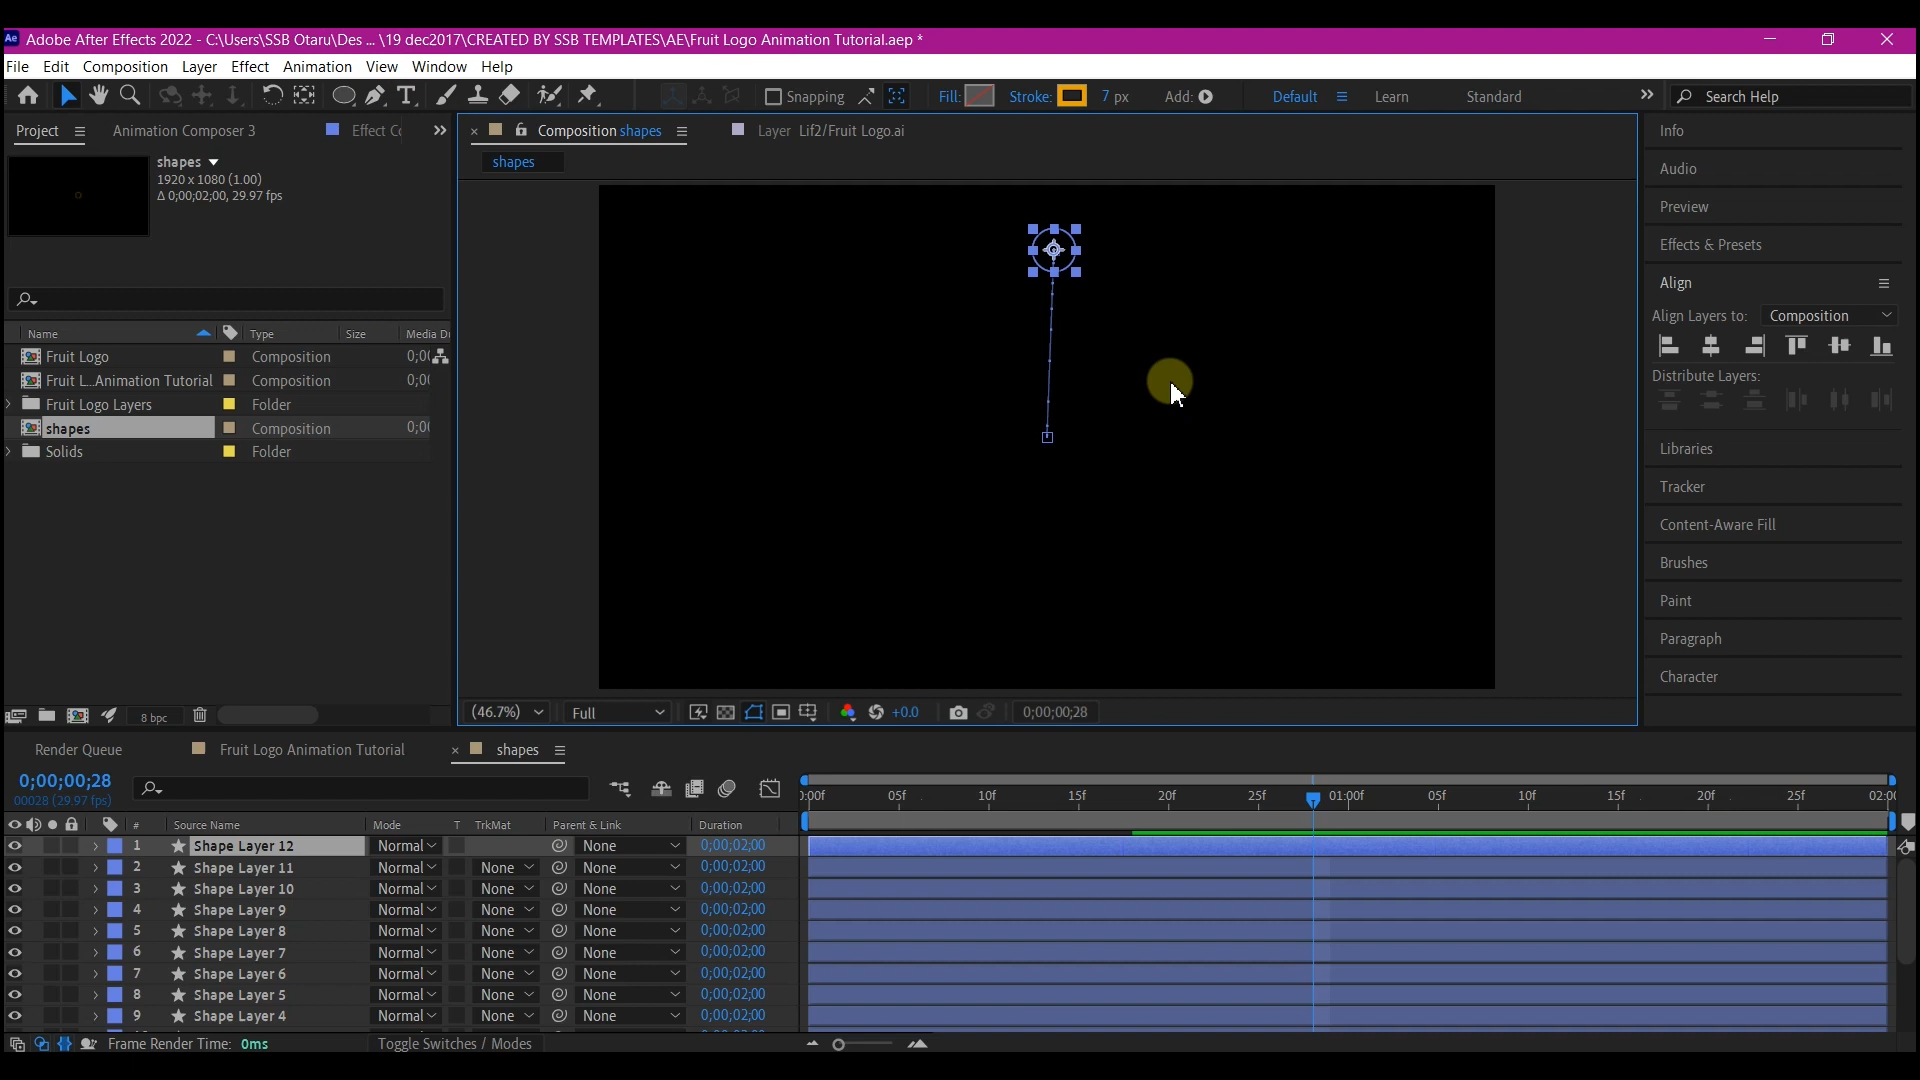 Ae Adobe After Effects 2022 - C:\Users\SSB Otaru\Des ... \19 dec2017\CREATED BY SSB TEMPLATES\AE\Fruit Logo Animation Tutorial.aep *
File Edit Composition Layer Effect Animation View Window Help
Snapping Fill: Stroke: 7 px Add: Default Learn Standard Search Help
Project Animation Composer 3 Effect Cc Composition shapes Layer Lif2/Fruit Logo.ai Info
shapes
1920 x 1080 (1.00)
Δ 0;00;02;00, 29.97 fps
shapes
Audio
Preview
Effects & Presets
Align
Align Layers to: Composition
Distribute Layers:
Name Type Size Media Du
Fruit Logo Composition 0;0(
Fruit L...Animation Tutorial Composition 0;0(
Fruit Logo Layers Folder
shapes Composition 0;0(
Solids Folder
Libraries
Tracker
Content-Aware Fill
Brushes
Paint
Paragraph
Character
8 bpc (46.7%) Full +0.0 0;00;00;28
Render Queue Fruit Logo Animation Tutorial shapes
0;00;00;28
00028 (29.97 fps)
):00f 05f 10f 15f 20f 25f 01:00f 05f 10f 15f 20f 25f 02:0(
# Source Name Mode T TrkMat Parent & Link Duration
1 Shape Layer 12 Normal None 0;00;02;00
2 Shape Layer 11 Normal None None 0;00;02;00
3 Shape Layer 10 Normal None None 0;00;02;00
4 Shape Layer 9 Normal None None 0;00;02;00
5 Shape Layer 8 Normal None None 0;00;02;00
6 Shape Layer 7 Normal None None 0;00;02;00
7 Shape Layer 6 Normal None None 0;00;02;00
8 Shape Layer 5 Normal None None 0;00;02;00
9 Shape Layer 4 Normal None None 0;00;02;00
Frame Render Time: 0ms Toggle Switches / Modes